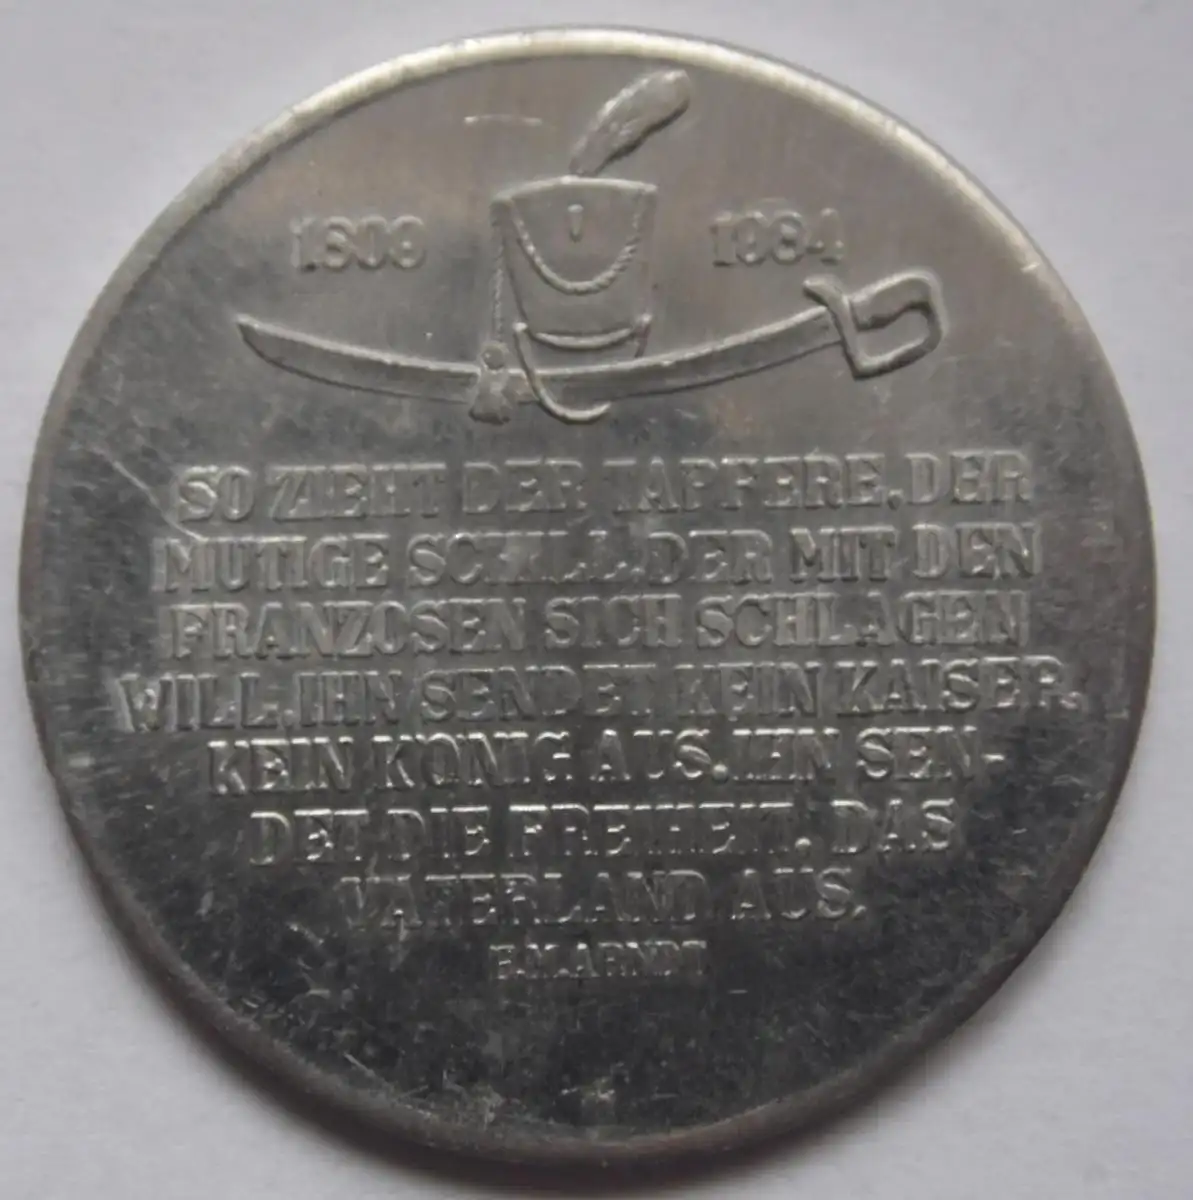 1809 1984
SO ZIEHT DER TAPFERE, DER
MUTIGE SCHILL, DER MIT DEN
FRANZOSEN SICH SCHLAGEN
WILL, IHN SENDET KEIN KAISER,
KEIN KÖNIG AUS. IHN SEN-
DET DIE FREIHEIT, DAS
VATERLAND AUS.
E.M.ARNDT